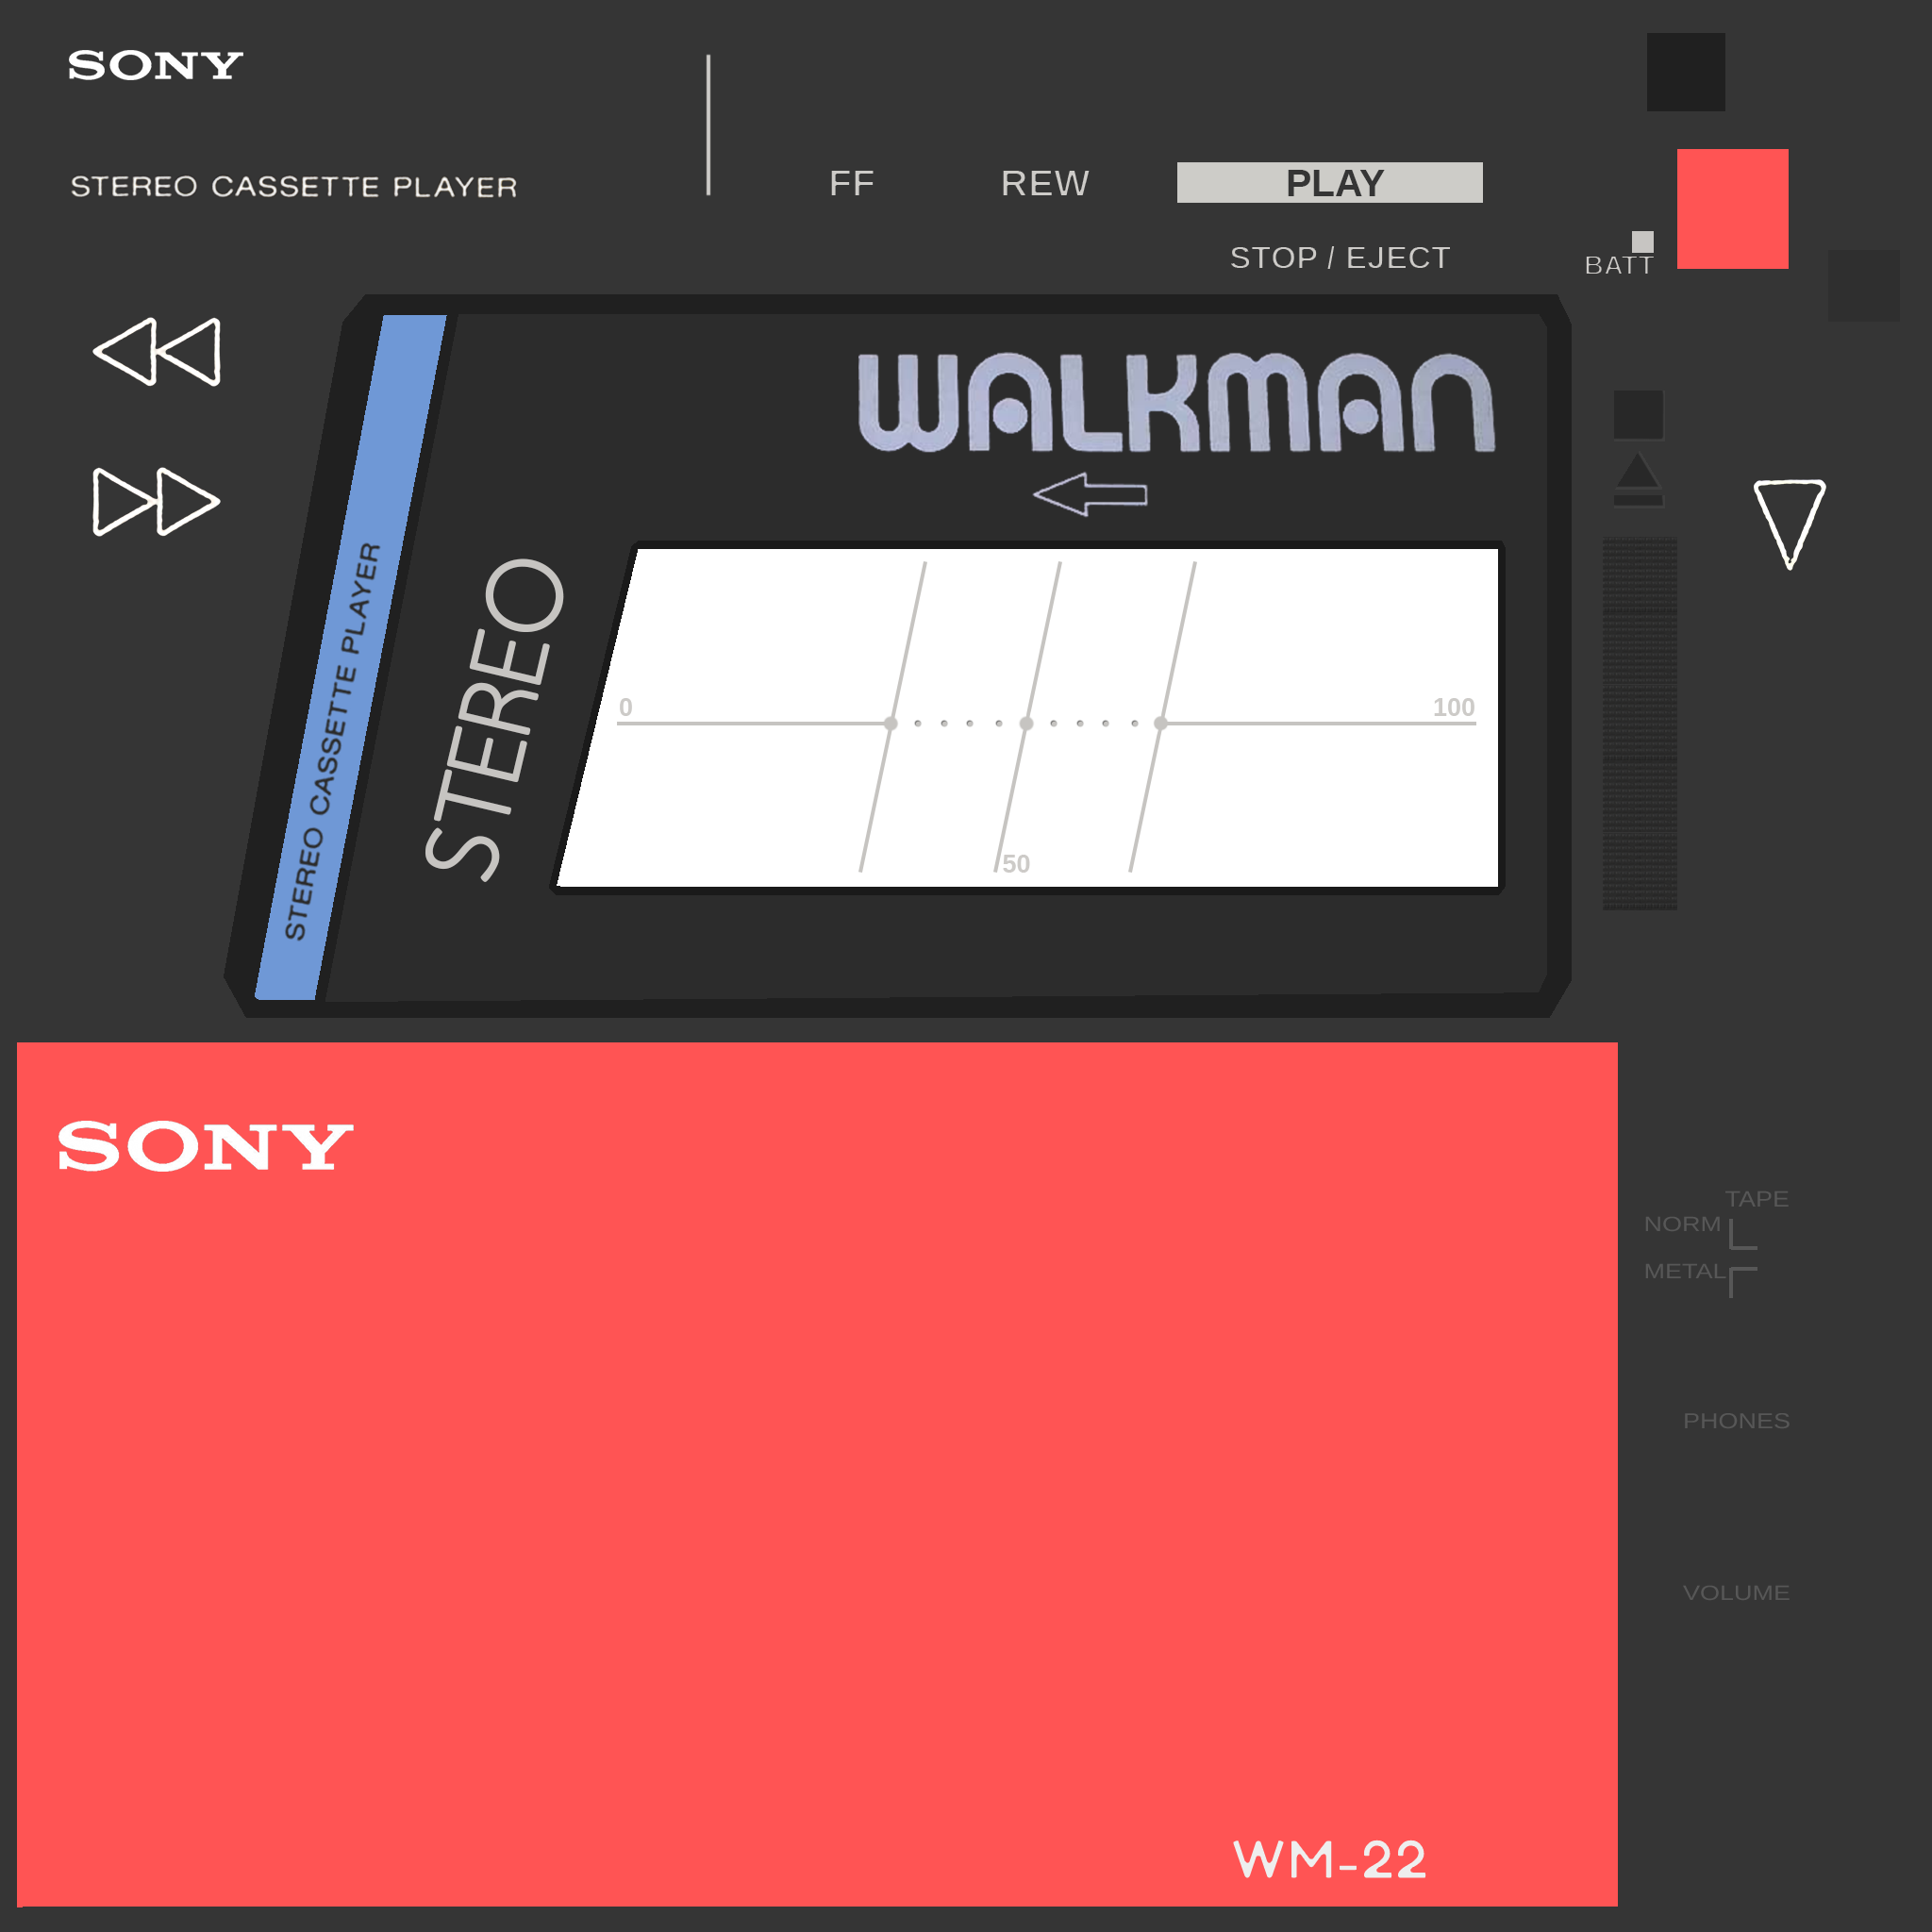 SONY
STEREO CASSETTE PLAYER
FF
REW
PLAY
STOP / EJECT
BATT
WALKMAN
STEREO CASSETTE PLAYER
STEREO
0
100
50
SONY
TAPE
NORM
METAL
PHONES
VOLUME
WM-22